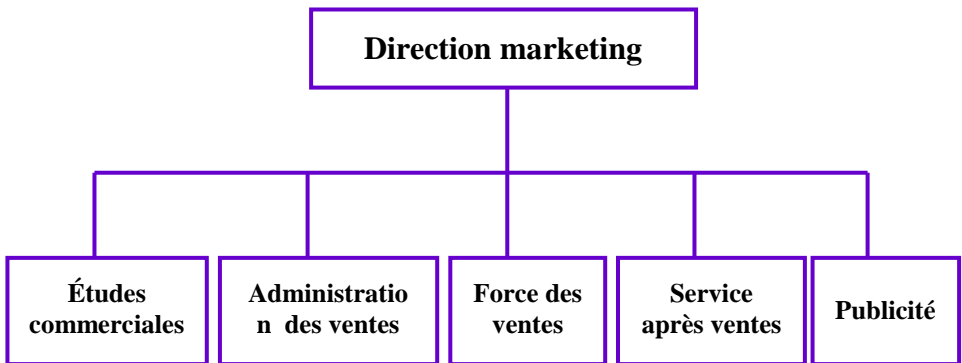 Direction marketing
Études
commerciales
Administratio
n des ventes
Force des
ventes
Service
après ventes
Publicité